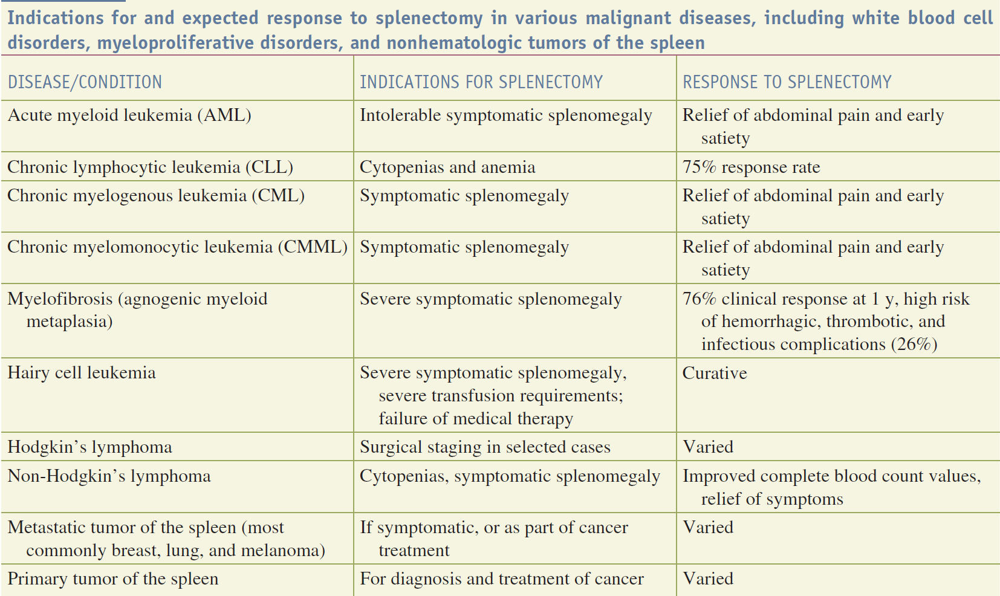 Indications for and expected response to splenectomy in various malignant diseases, including white blood cell
disorders, myeloproliferative disorders, and nonhematologic tumors of the spleen
DISEASE/CONDITION INDICATIONS FOR SPLENECTOMY RESPONSE TO SPLENECTOMY
Acute myeloid leukemia (AML) Intolerable symptomatic splenomegaly Relief of abdominal pain and early
satiety
Chronic lymphocytic leukemia (CLL) Cytopenias and anemia 75% response rate
Chronic myelogenous leukemia (CML) Symptomatic splenomegaly Relief of abdominal pain and early
satiety
Chronic myelomonocytic leukemia (CMML) Symptomatic splenomegaly Relief of abdominal pain and early
satiety
Myelofibrosis (agnogenic myeloid Severe symptomatic splenomegaly 76% clinical response at 1 y, high risk
metaplasia) of hemorrhagic, thrombotic, and
infectious complications (26%)
Hairy cell leukemia Severe symptomatic splenomegaly, Curative
severe transfusion requirements;
failure of medical therapy
Hodgkin's lymphoma Surgical staging in selected cases Varied
Non-Hodgkin's lymphoma Cytopenias, symptomatic splenomegaly Improved complete blood count values,
relief of symptoms
Metastatic tumor of the spleen (most If symptomatic, or as part of cancer Varied
commonly breast, lung, and melanoma) treatment
Primary tumor of the spleen For diagnosis and treatment of cancer Varied